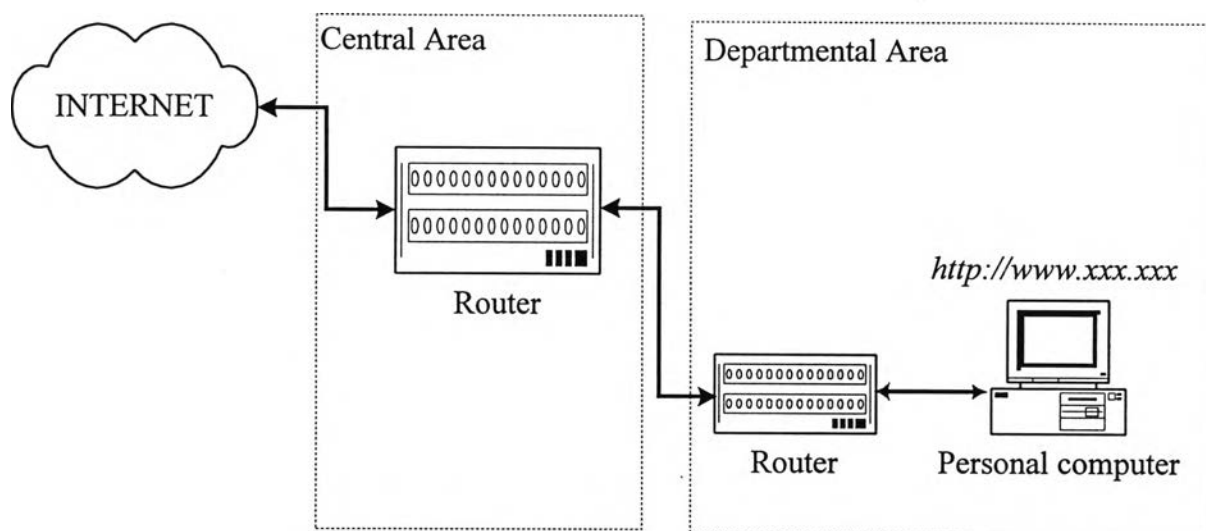 INTERNET
Central Area
Router
Departmental Area
http://www.xxx.xxx
Router
Personal computer